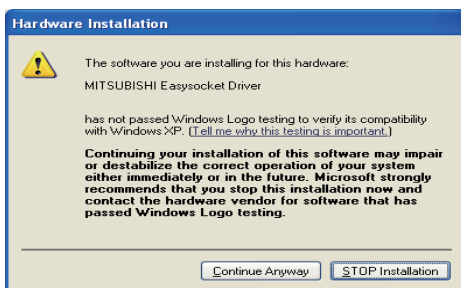 Hardware Installation
The software you are installing for this hardware:
MITSUBISHI Easysocket Driver
has not passed Windows Logo testing to verify its compatibility
with Windows XP. (Tell me why this testing is important.)
Continuing your installation of this software may impair
or destabilize the correct operation of your system
either immediately or in the future. Microsoft strongly
recommends that you stop this installation now and
contact the hardware vendor for software that has
passed Windows Logo testing.
Continue Anyway
STOP Installation